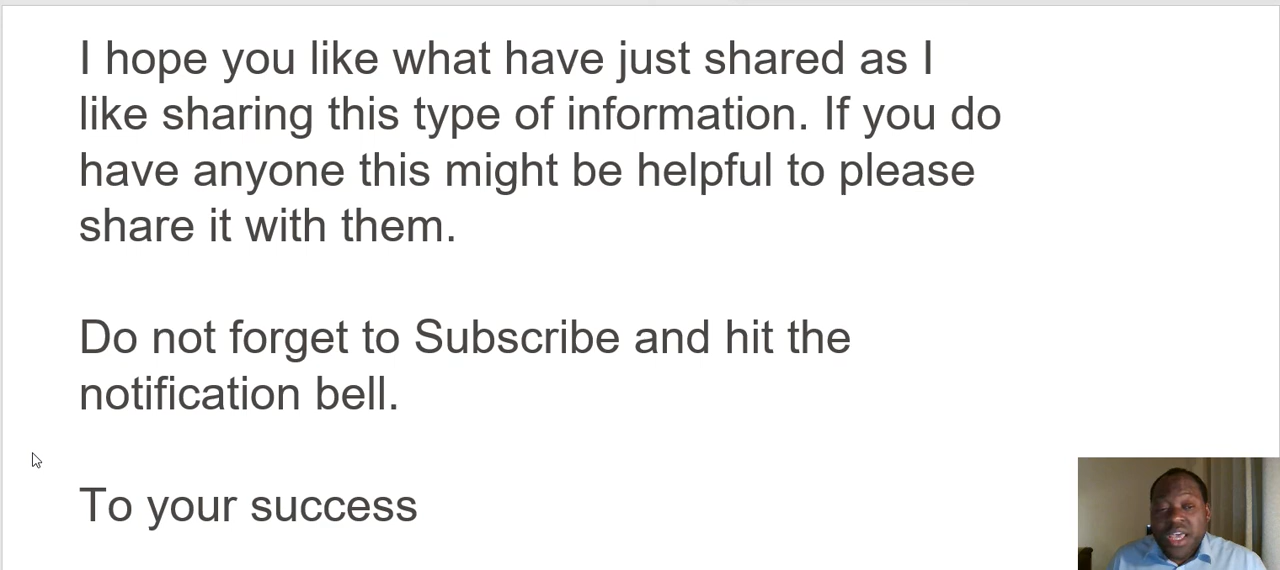 I hope you like what have just shared as I
like sharing this type of information. If you do
have anyone this might be helpful to please
share it with them.
Do not forget to Subscribe and hit the
notification bell.
To your success